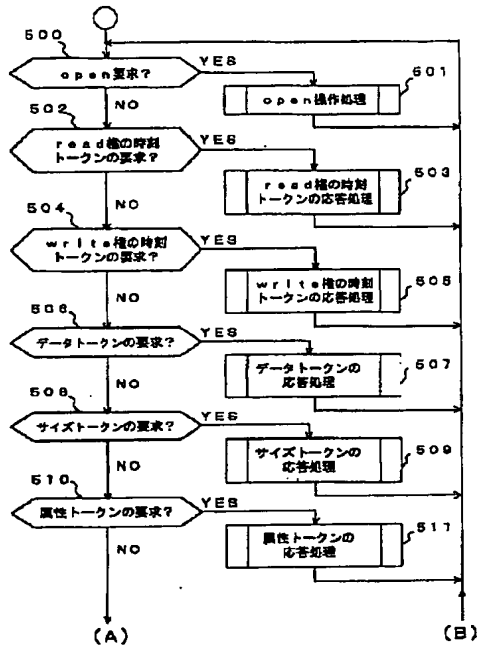 500
open要求?
YES
501
open操作処理
NO
502
read権の時刻
トークンの要求?
YES
503
read権の時刻
トークンの応答処理
NO
504
write権の時刻
トークンの要求?
YES
505
write権の時刻
トークンの応答処理
NO
506
データトークンの要求?
YES
507
データトークンの
応答処理
NO
508
サイズトークンの要求?
YES
509
サイズトークンの
応答処理
NO
510
属性トークンの要求?
YES
511
属性トークンの
応答処理
NO
(A)
(B)